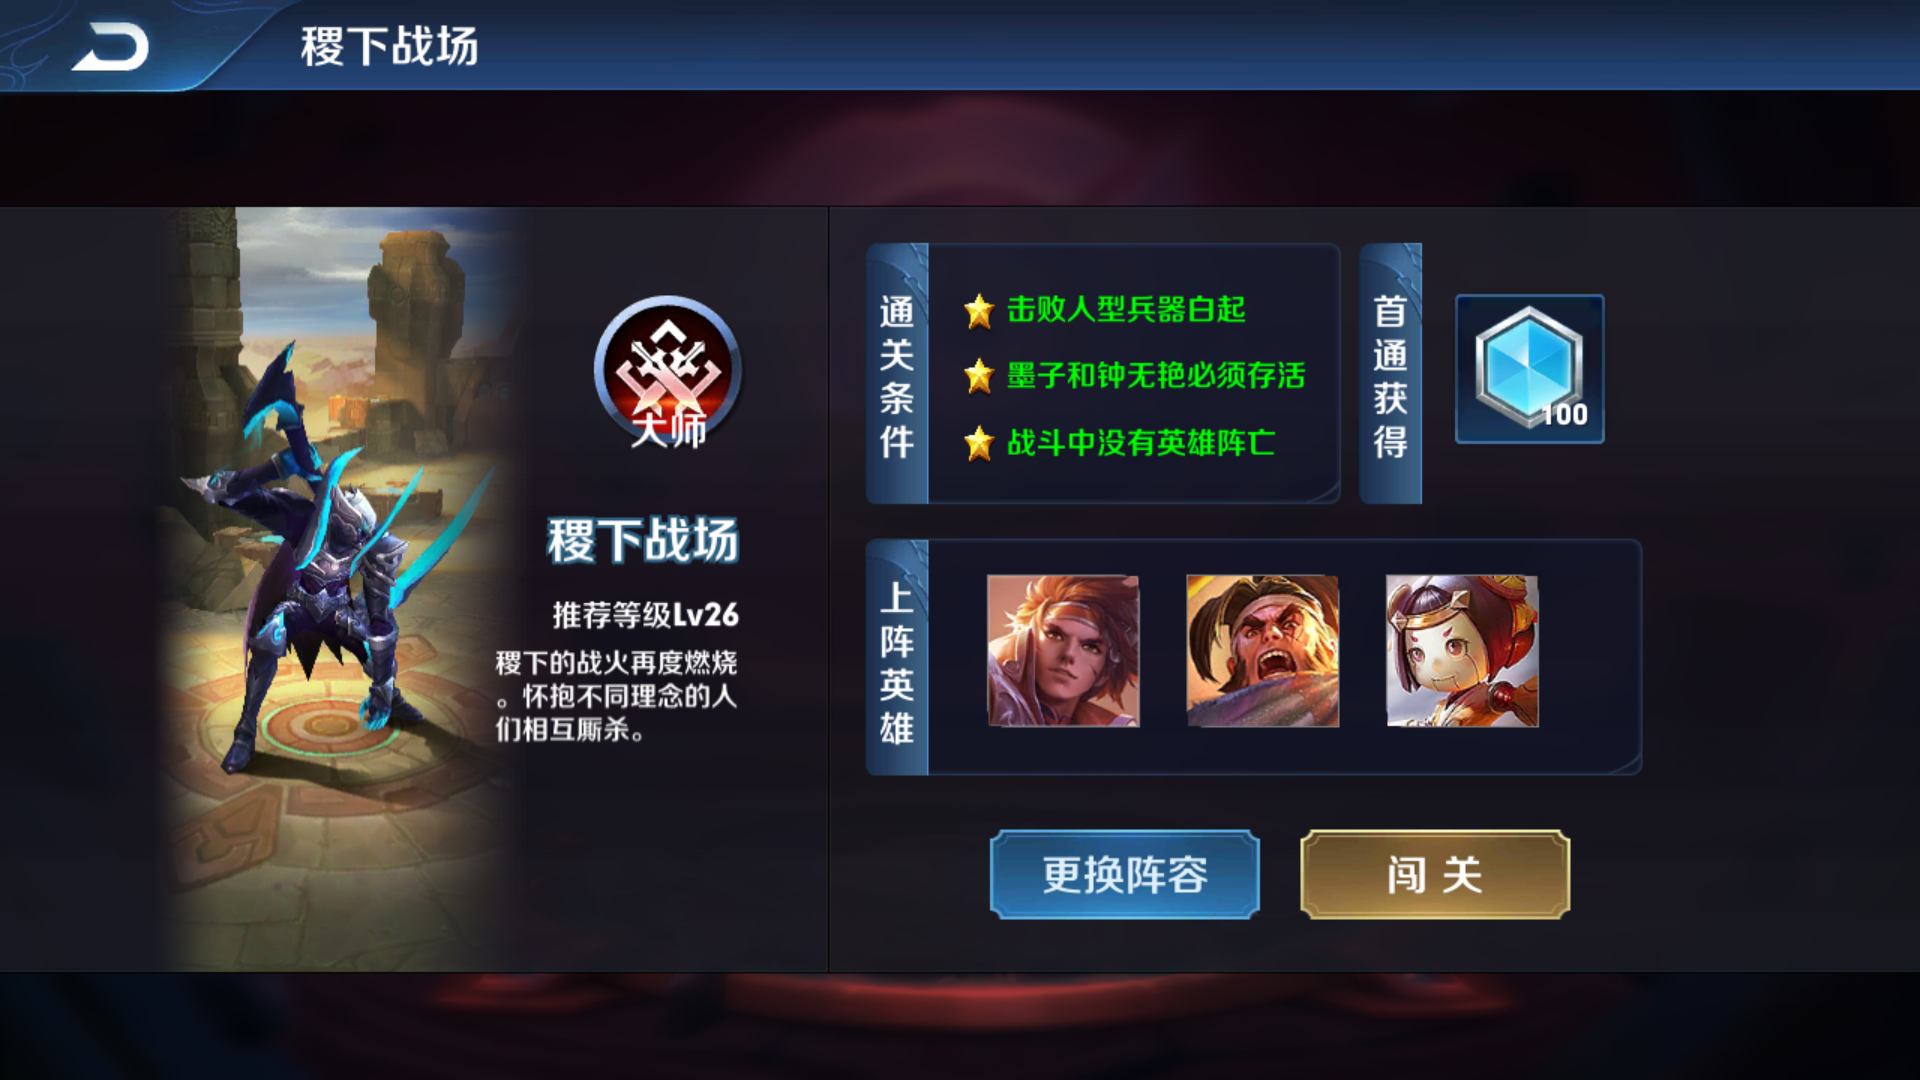 稷下战场
大师
稷下战场
推荐等级Lv26
稷下的战火再度燃烧
。怀抱不同理念的人
们相互厮杀。
通关条件
击败人型兵器白起
墨子和钟无艳必须存活
战斗中没有英雄阵亡
首通获得
100
上阵英雄
更换阵容
闯关